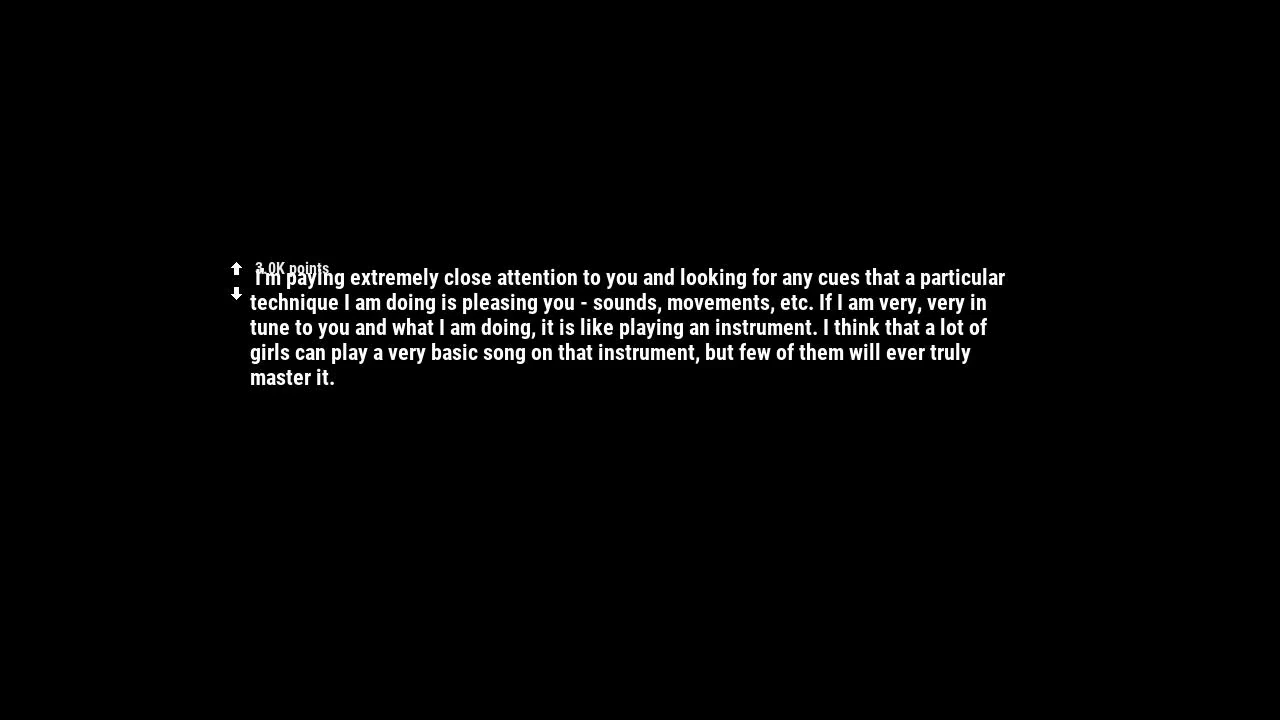 3.0K points
I'm paying extremely close attention to you and looking for any cues that a particular
technique I am doing is pleasing you - sounds, movements, etc. If I am very, very in
tune to you and what I am doing, it is like playing an instrument. I think that a lot of
girls can play a very basic song on that instrument, but few of them will ever truly
master it.